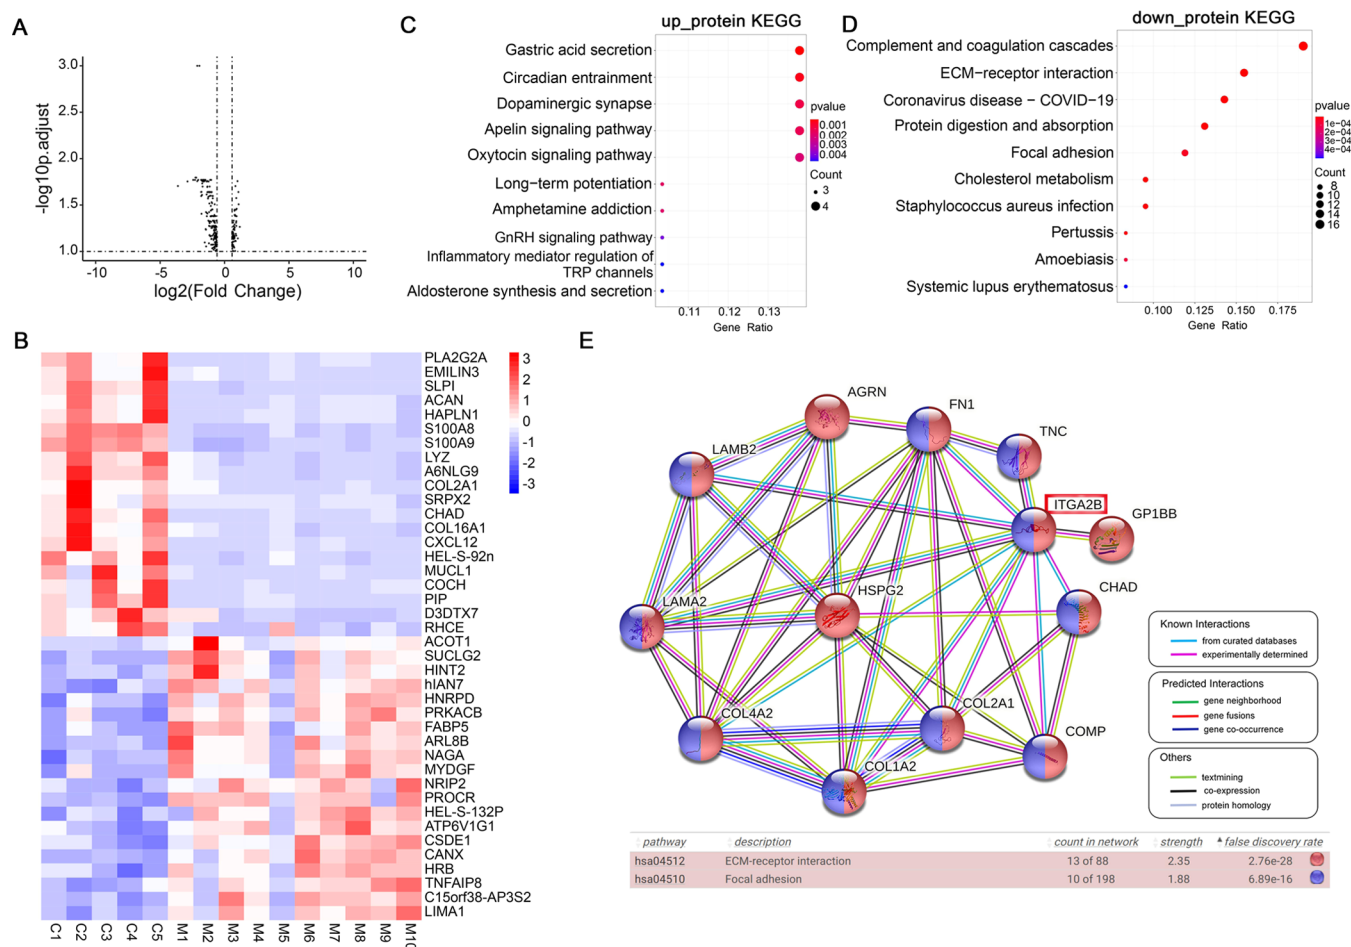 A
3.0
2.5
2.0
1.5
1.0
-log10p.adjust
-10
-5
0
5
10
log2(Fold Change)
C
up_protein KEGG
Gastric acid secretion
Circadian entrainment
Dopaminergic synapse
Apelin signaling pathway
Oxytocin signaling pathway
Long−term potentiation
Amphetamine addiction
GnRH signaling pathway
Inflammatory mediator regulation of
TRP channels
Aldosterone synthesis and secretion
0.11
0.12
0.13
Gene Ratio
pvalue
0.001
0.002
0.003
0.004
Count
3
4
D
down_protein KEGG
Complement and coagulation cascades
ECM−receptor interaction
Coronavirus disease − COVID−19
Protein digestion and absorption
Focal adhesion
Cholesterol metabolism
Staphylococcus aureus infection
Pertussis
Amoebiasis
Systemic lupus erythematosus
0.100
0.125
0.150
0.175
Gene Ratio
pvalue
1e−04
2e−04
3e−04
4e−04
Count
8
10
12
14
16
B
PLA2G2A
EMILIN3
SLPI
ACAN
HAPLN1
S100A8
S100A9
LYZ
A6NLG9
COL2A1
SRPX2
CHAD
COL16A1
CXCL12
HEL-S-92n
MUCL1
COCH
PIP
D3DTX7
RHCE
ACOT1
SUCLG2
HINT2
hIAN7
HNRPD
PRKACB
FABP5
ARL8B
NAGA
MYDGF
NRIP2
PROCR
HEL-S-132P
ATP6V1G1
CSDE1
CANX
HRB
TNFAIP8
C15orf38-AP3S2
LIMA1
C1
C2
C3
C4
C5
M1
M2
M3
M4
M5
M6
M7
M8
M9
M10
3
2
1
0
-1
-2
-3
E
AGRN
FN1
TNC
LAMB2
ITGA2B
GP1BB
HSPG2
CHAD
LAMA2
COL4A2
COL2A1
COMP
COL1A2
Known Interactions
from curated databases
experimentally determined
Predicted Interactions
gene neighborhood
gene fusions
gene co-occurrence
Others
textmining
co-expression
protein homology
pathway description count in network strength false discovery rate
hsa04512 ECM-receptor interaction 13 of 88 2.35 2.76e-28
hsa04510 Focal adhesion 10 of 198 1.88 6.89e-16